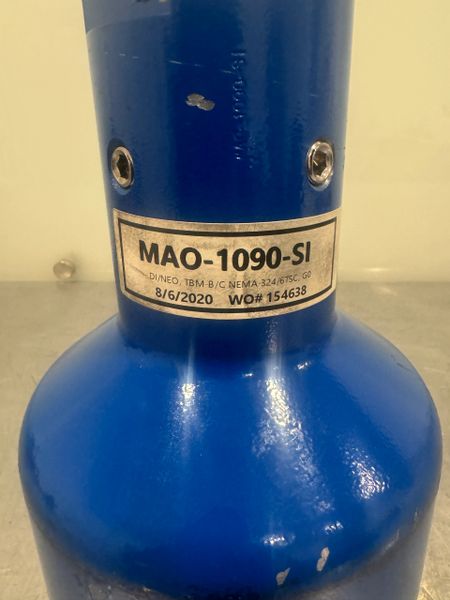 MAO-1090-SI
DI/NEO, TBM-B/C NEMA-324/6TSC, G0
8/6/2020 WO# 154638